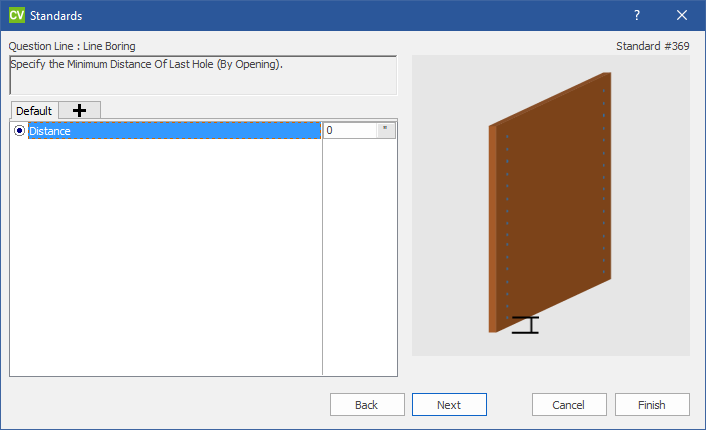 CV Standards
?
Question Line : Line Boring
Standard #369
Specify the Minimum Distance Of Last Hole (By Opening).
Default
Distance
0 "
Back
Next
Cancel
Finish